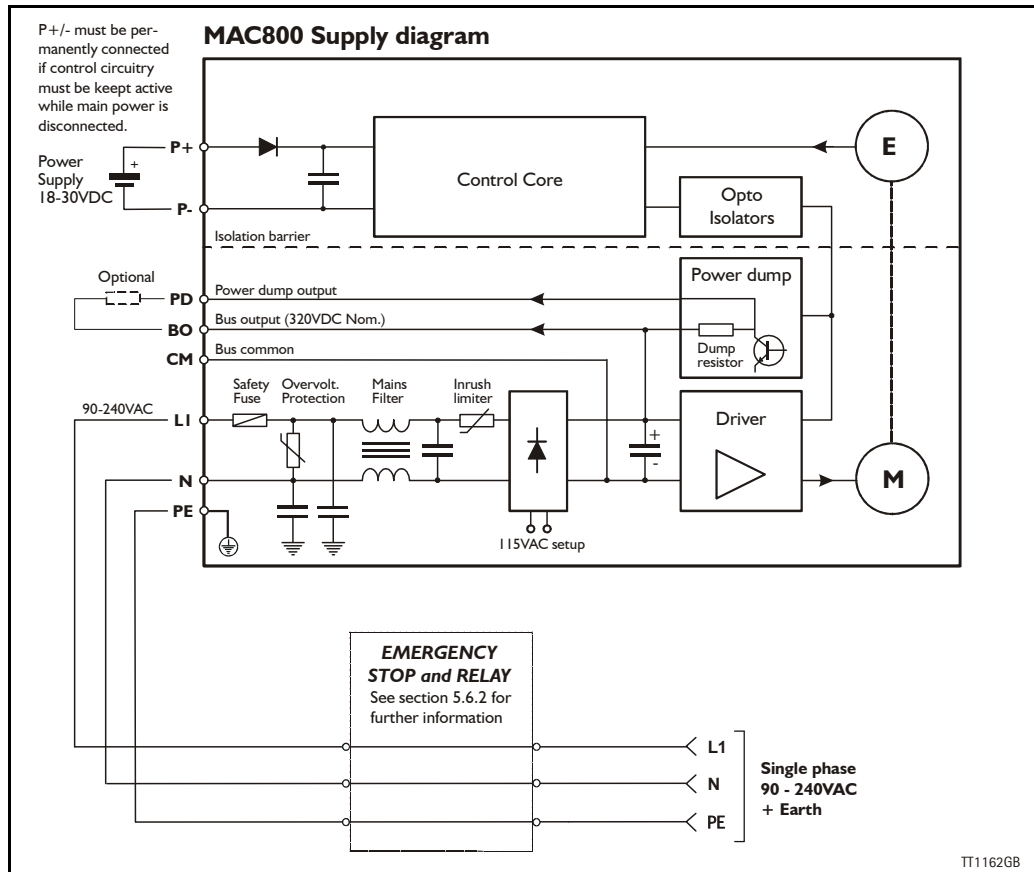 P+/- must be per-
manently connected
if control circuitry
must be keept active
while main power is
disconnected.
MAC800 Supply diagram
P+
Power
Supply
18-30VDC
+
P-
Control Core
E
Opto
Isolators
Isolation barrier
Optional
PD
Power dump output
Power dump
BO
Bus output (320VDC Nom.)
Dump
resistor
CM
Bus common
90-240VAC
L1
Safety
Fuse
Overvolt.
Protection
Mains
Filter
Inrush
limiter
+
-
Driver
N
M
PE
115VAC setup
EMERGENCY
STOP and RELAY
See section 5.6.2 for
further information
L1
N
PE
Single phase
90 - 240VAC
+ Earth
TT1162GB